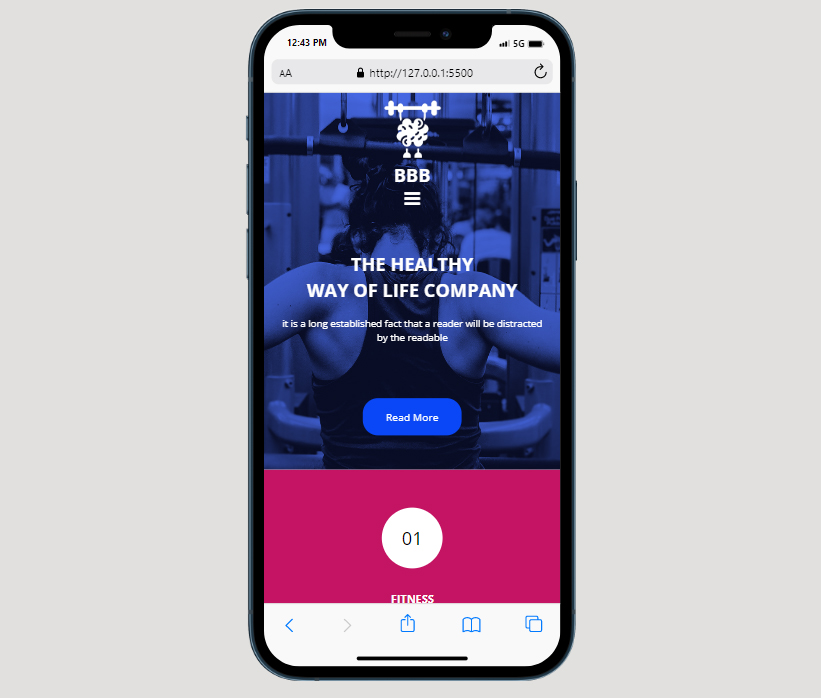 12:43 PM
5G
AA
http://127.0.0.1:5500
BBB
THE HEALTHY
WAY OF LIFE COMPANY
it is a long established fact that a reader will be distracted
by the readable
Read More
01
FITNESS